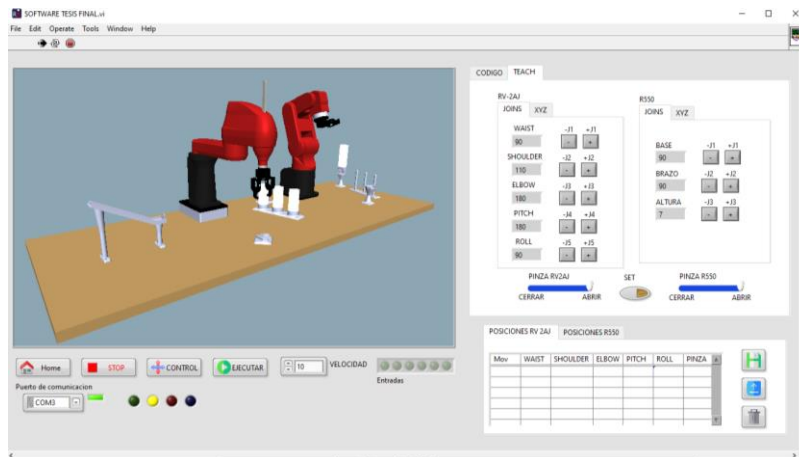 SOFTWARE TESIS FINAL.vi
File Edit Operate Tools Window Help
CODIGO TEACH
RV-2AJ
JOINS XYZ
WAIST -J1 +J1
90 - +
SHOULDER -J2 +J2
110 - +
ELBOW -J3 +J3
180 - +
PITCH -J4 +J4
180 - +
ROLL -J5 +J5
90 - +
R550
JOINS XYZ
BASE -J1 +J1
90 - +
BRAZO -J2 +J2
90 - +
ALTURA -J3 +J3
7 - +
PINZA RV2AJ
CERRAR ABRIR
SET
PINZA R550
CERRAR ABRIR
Home STOP CONTROL EJECUTAR 10 VELOCIDAD
Entradas
Puerto de comunicacion
COM3
POSICIONES RV 2AJ POSICIONES R550
Mov WAIST SHOULDER ELBOW PITCH ROLL PINZA